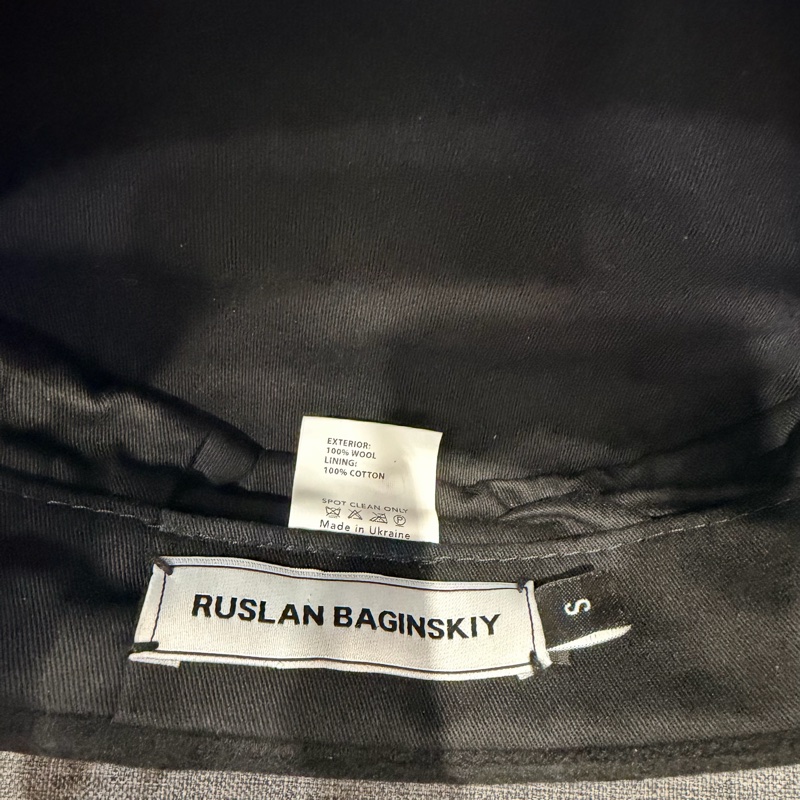 EXTERIOR:
100% WOOL
LINING:
100% COTTON
SPOT CLEAN ONLY
P
Made in Ukraine
RUSLAN BAGINSKIY
S